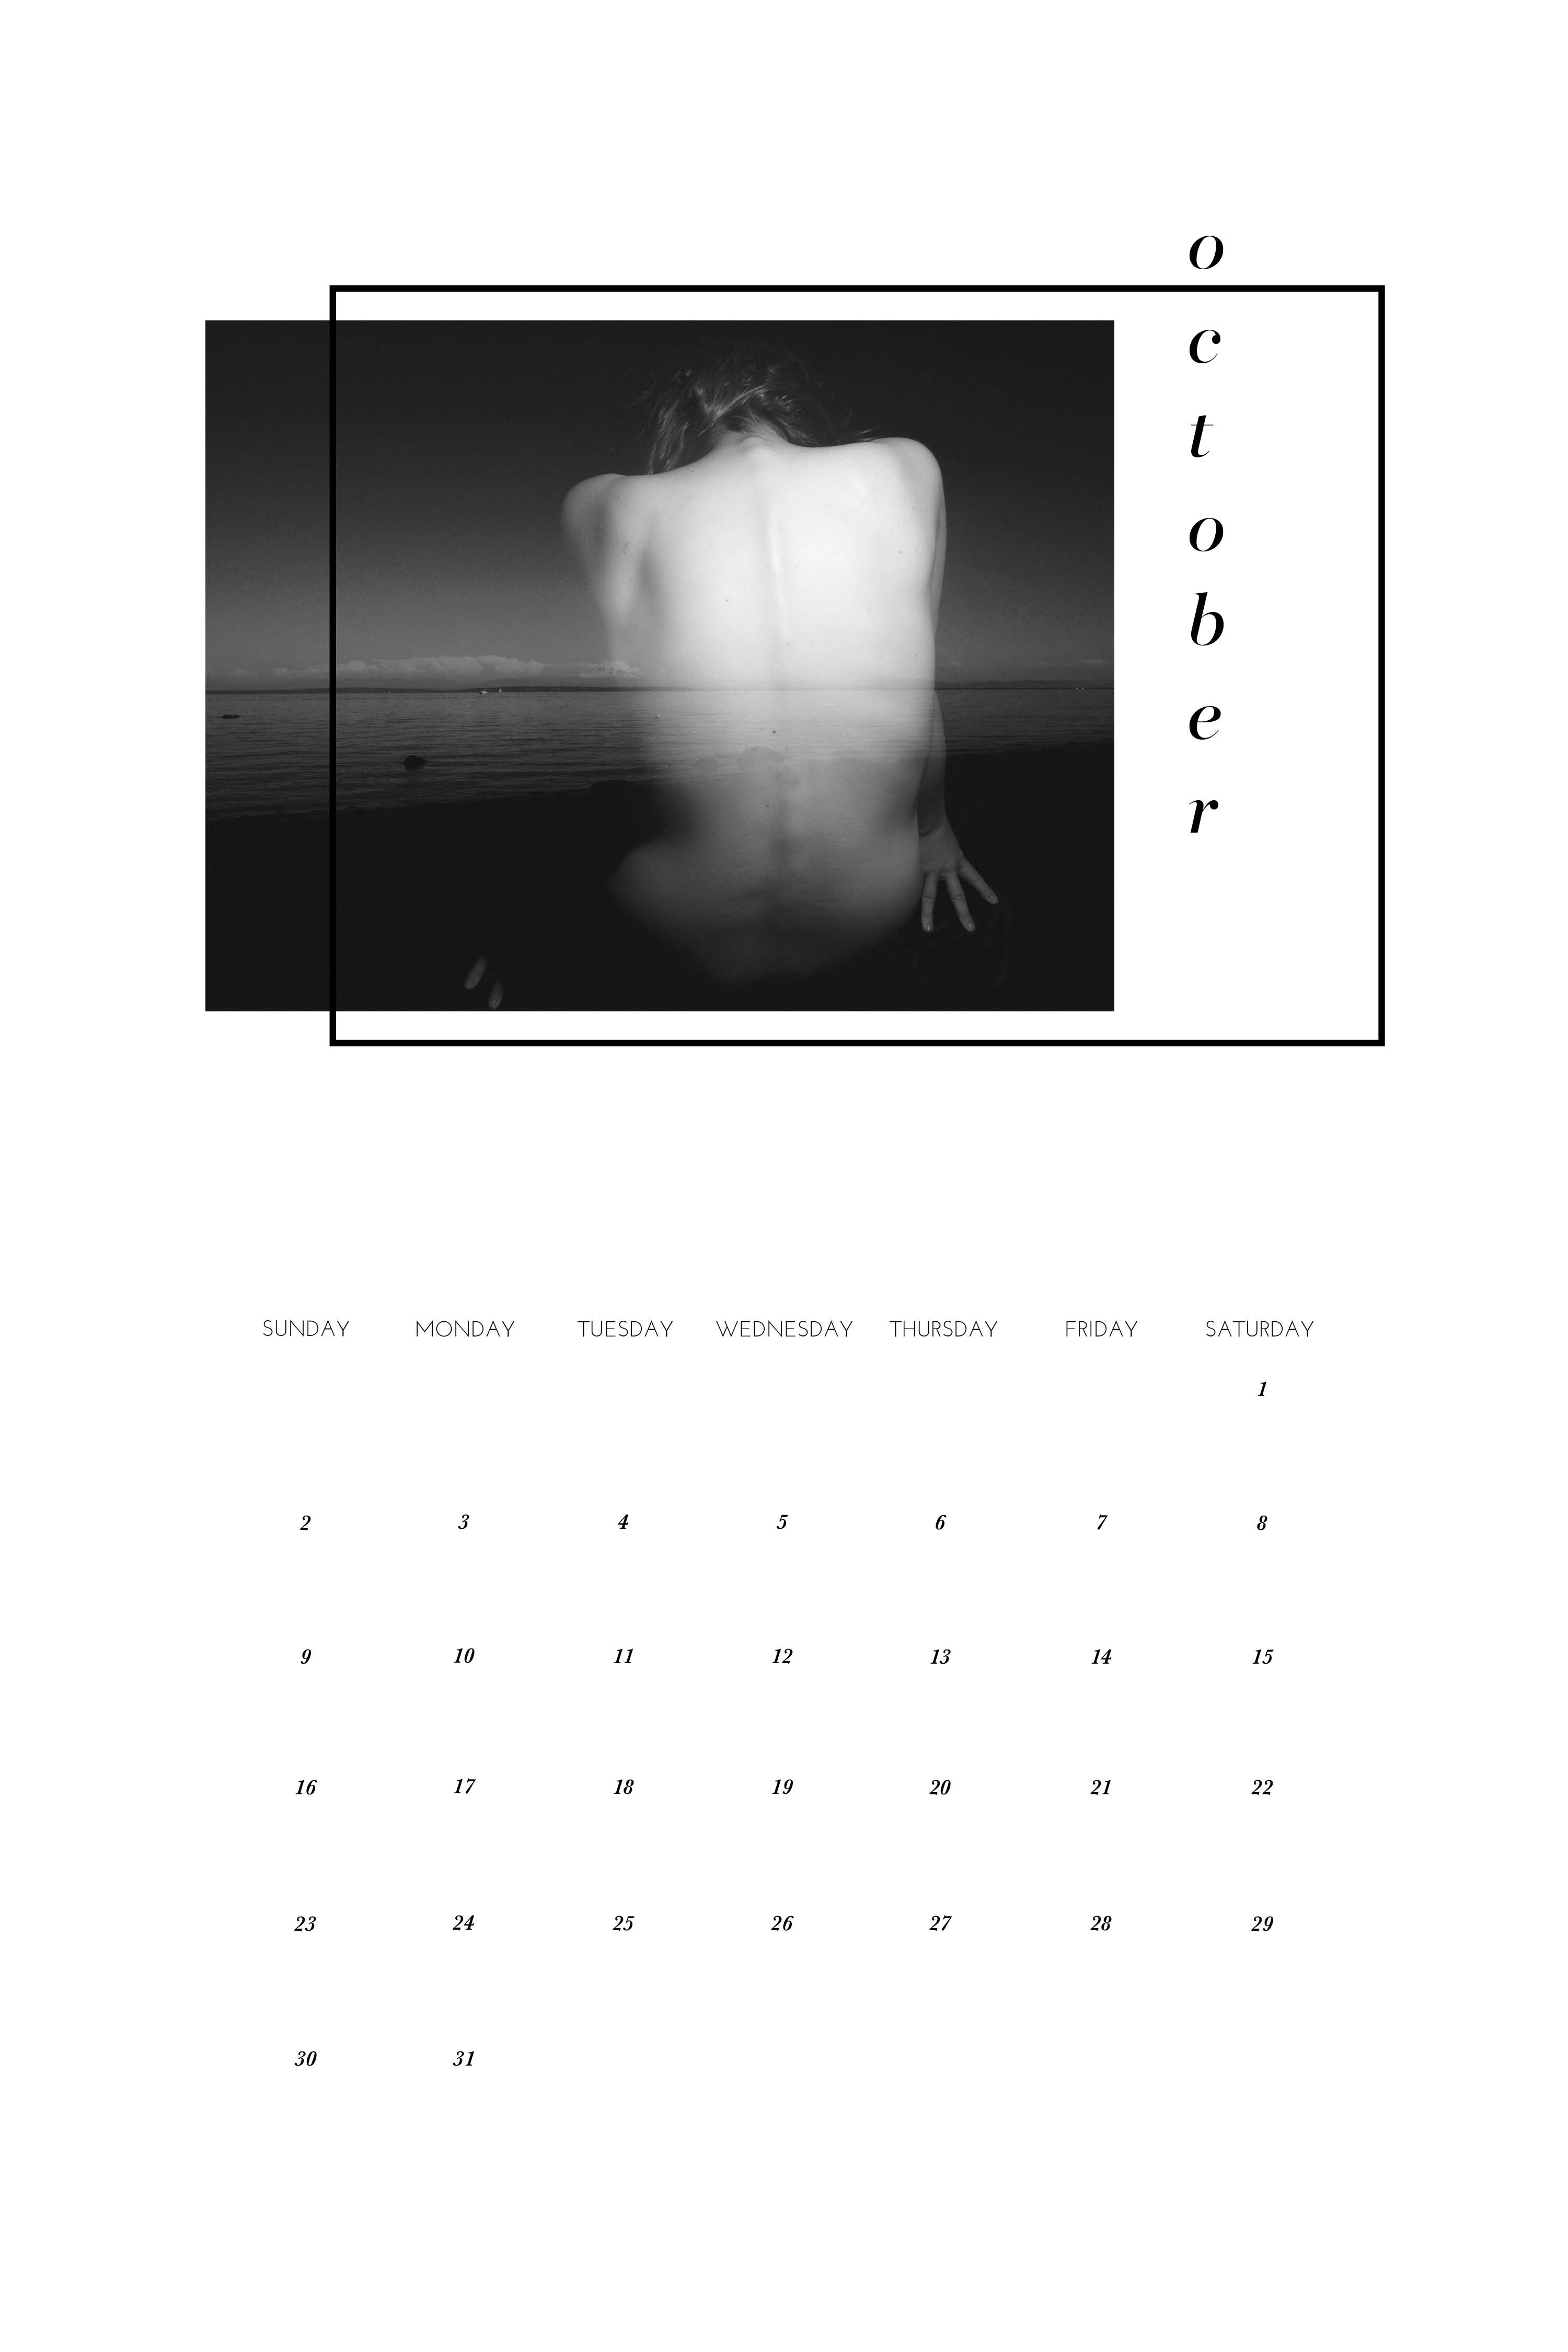 october
SUNDAY MONDAY TUESDAY WEDNESDAY THURSDAY FRIDAY SATURDAY
1
2 3 4 5 6 7 8
9 10 11 12 13 14 15
16 17 18 19 20 21 22
23 24 25 26 27 28 29
30 31